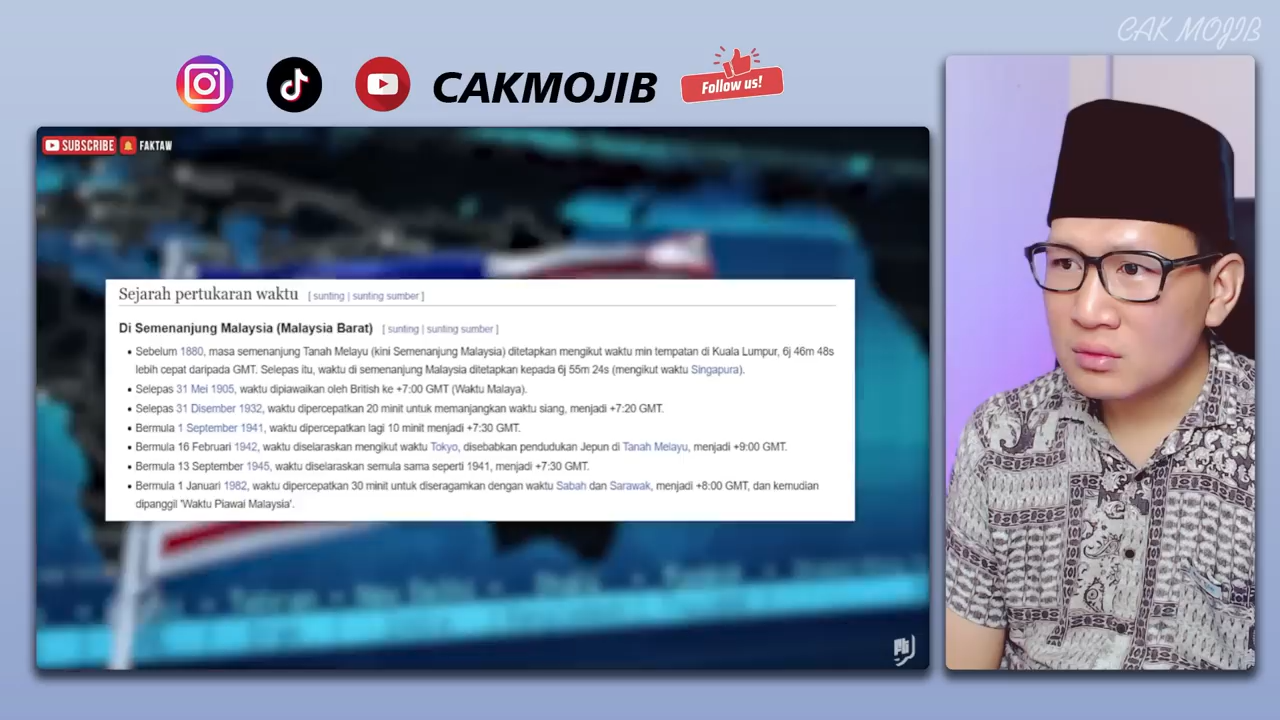 CAK MOJIB
CAKMOJIB
Follow us!
SUBSCRIBE
FAKTAW
Sejarah pertukaran waktu [ sunting | sunting sumber ]
Di Semenanjung Malaysia (Malaysia Barat) [ sunting | sunting sumber ]
• Sebelum 1880, masa semenanjung Tanah Melayu (kini Semenanjung Malaysia) ditetapkan mengikut waktu min tempatan di Kuala Lumpur, 6j 46m 48s
lebih cepat daripada GMT. Selepas itu, waktu di semenanjung Malaysia ditetapkan kepada 6j 55m 24s (mengikut waktu Singapura).
• Selepas 31 Mei 1905, waktu dipiawaikan oleh British ke +7:00 GMT (Waktu Malaya).
• Selepas 31 Disember 1932, waktu dipercepatkan 20 minit untuk memanjangkan waktu siang, menjadi +7:20 GMT.
• Bermula 1 September 1941, waktu dipercepatkan lagi 10 minit menjadi +7:30 GMT.
• Bermula 16 Februari 1942, waktu diselaraskan mengikut waktu Tokyo, disebabkan pendudukan Jepun di Tanah Melayu, menjadi +9:00 GMT.
• Bermula 13 September 1945, waktu diselaraskan semula sama seperti 1941, menjadi +7:30 GMT.
• Bermula 1 Januari 1982, waktu dipercepatkan 30 minit untuk diseragamkan dengan waktu Sabah dan Sarawak, menjadi +8:00 GMT, dan kemudian
dipanggil 'Waktu Piawai Malaysia'.